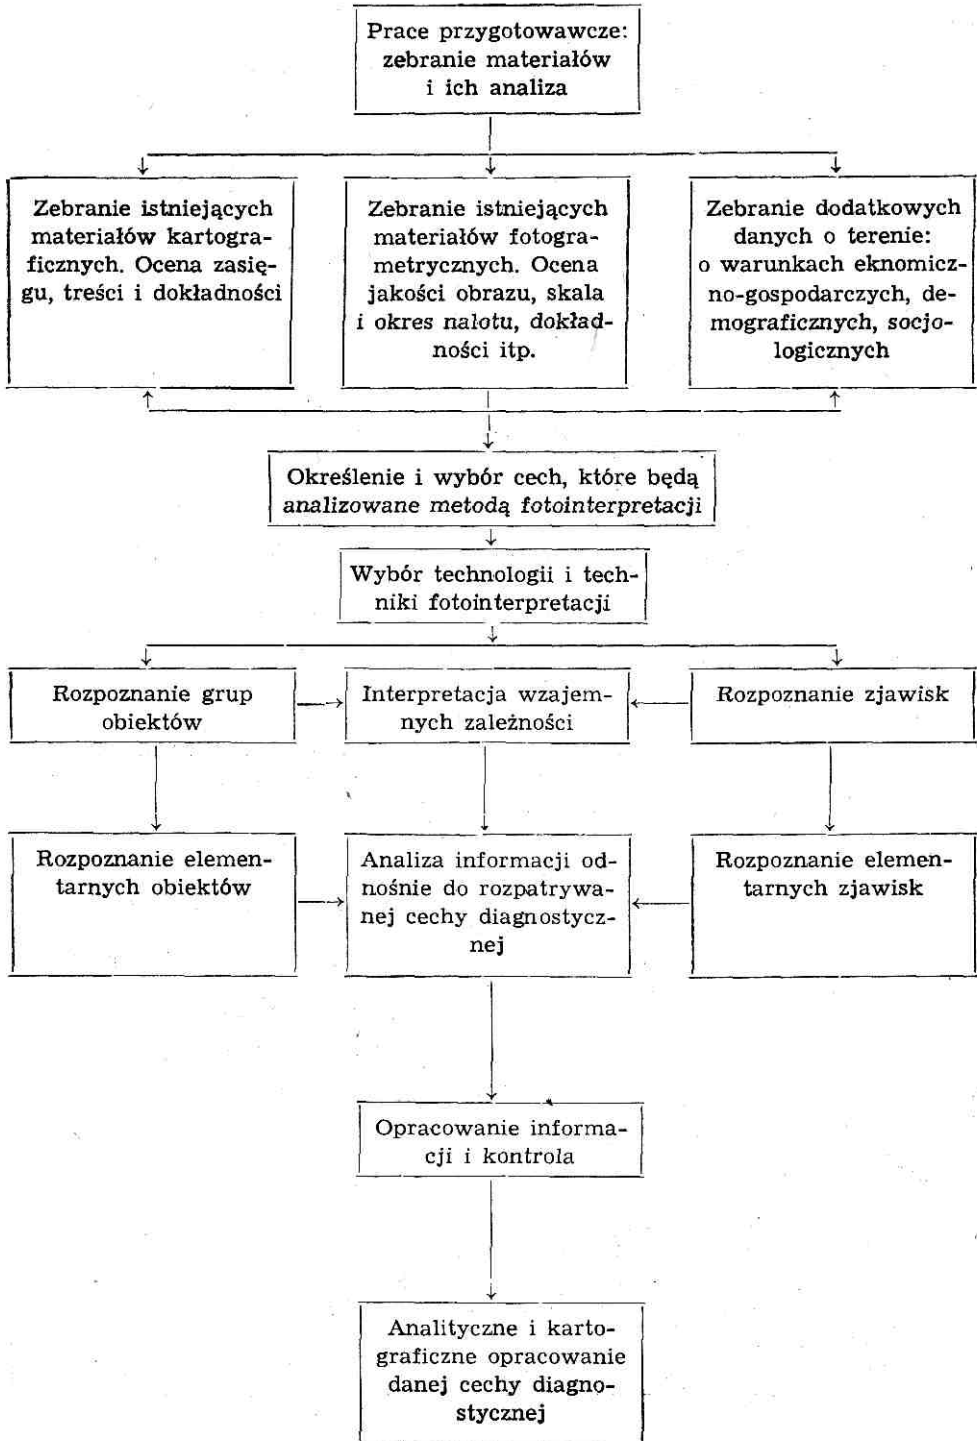 Prace przygotowawcze:
zebranie materiałów
i ich analiza
Zebranie istniejących
materiałów kartogra-
ficznych. Ocena zasię-
gu, treści i dokładności
Zebranie istniejących
materiałów fotogra-
metrycznych. Ocena
jakości obrazu, skala
i okres nalotu, dokład-
ności itp.
Zebranie dodatkowych
danych o terenie:
o warunkach eknomicz-
no-gospodarczych, de-
mograficznych, socjo-
logicznych
Określenie i wybór cech, które będą
analizowane metodą fotointerpretacji
Wybór technologii i tech-
niki fotointerpretacji
Rozpoznanie grup
obiektów
Interpretacja wzajem-
nych zależności
Rozpoznanie zjawisk
Rozpoznanie elemen-
tarnych obiektów
Analiza informacji od-
nośnie do rozpatrywa-
nej cechy diagnostycz-
nej
Rozpoznanie elemen-
tarnych zjawisk
Opracowanie informa-
cji i kontrola
Analityczne i karto-
graficzne opracowanie
danej cechy diagno-
stycznej